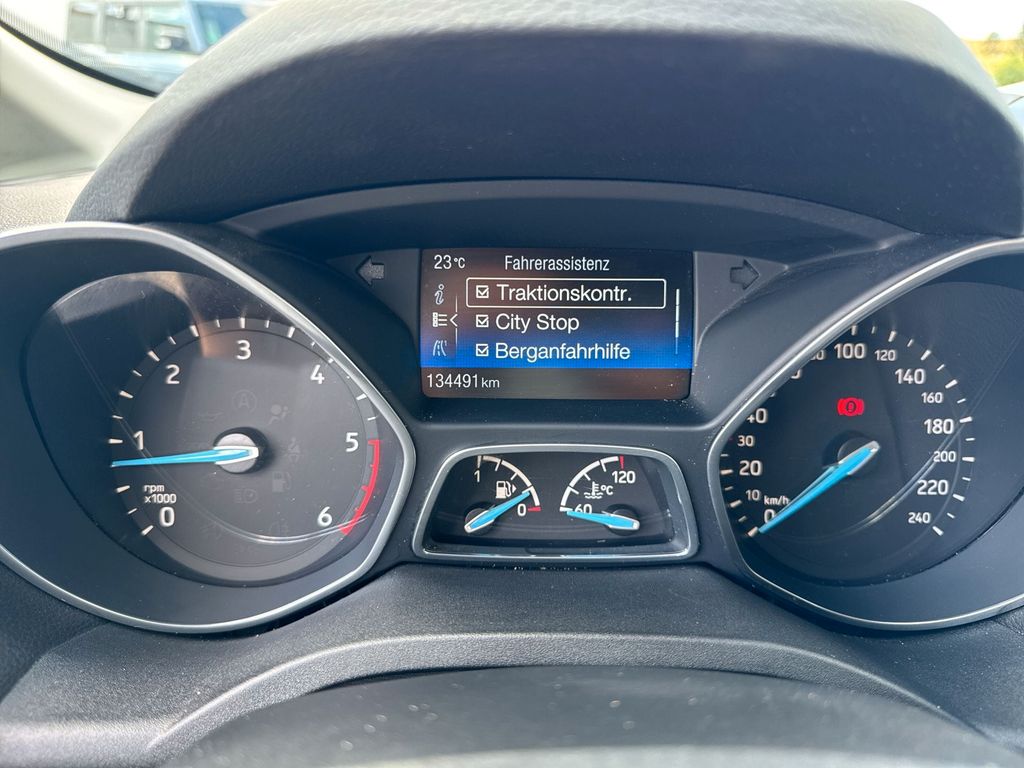 23°C Fahrerassistenz
Traktionskontr.
City Stop
Berganfahrhilfe
134491 km
0
1
2
3
4
5
6
rpm
x1000
1
0
60
120
°C
0
10
20
30
40
100
120
140
160
180
200
220
240
km/h